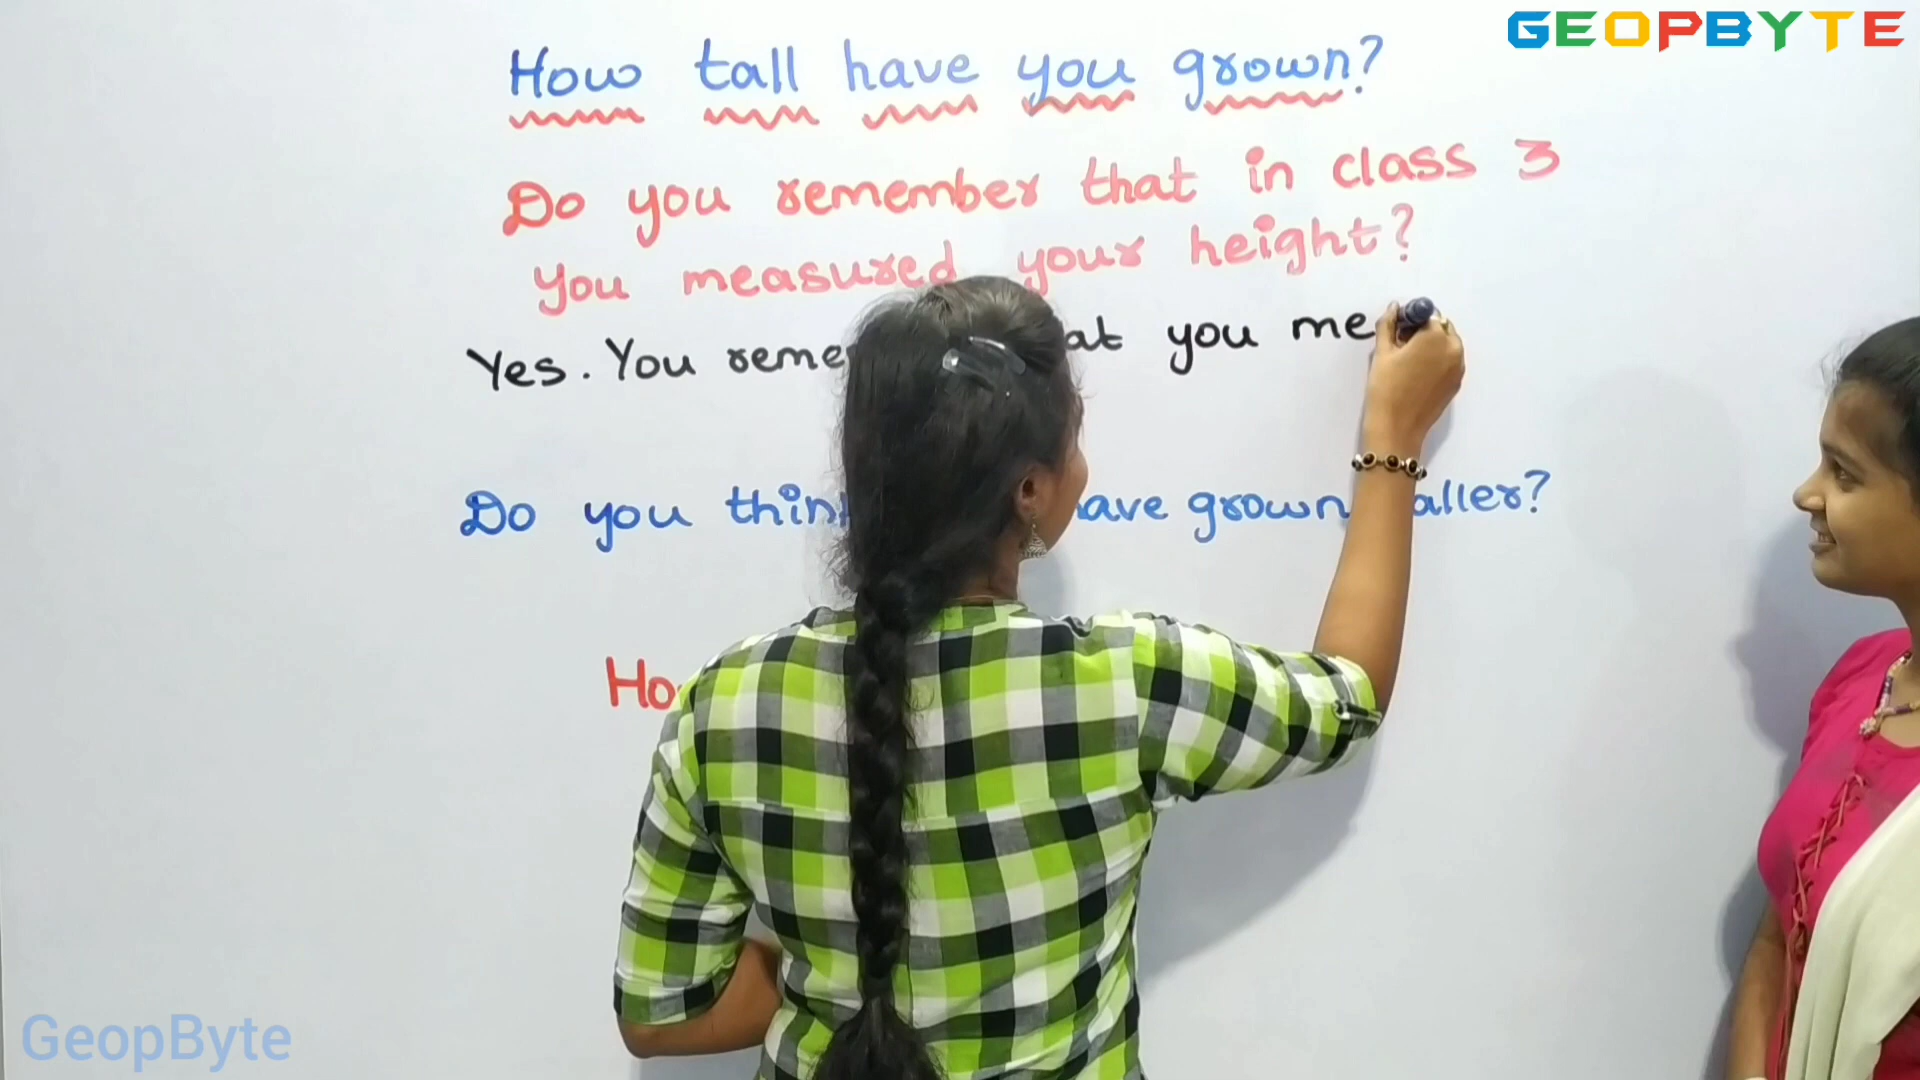 GEOPBYTE
How tall have you grown?
Do you remember that in class 3
you measured your height?
Yes. You reme at you me
Do you thin ave grown aller?
Ho
GeopByte